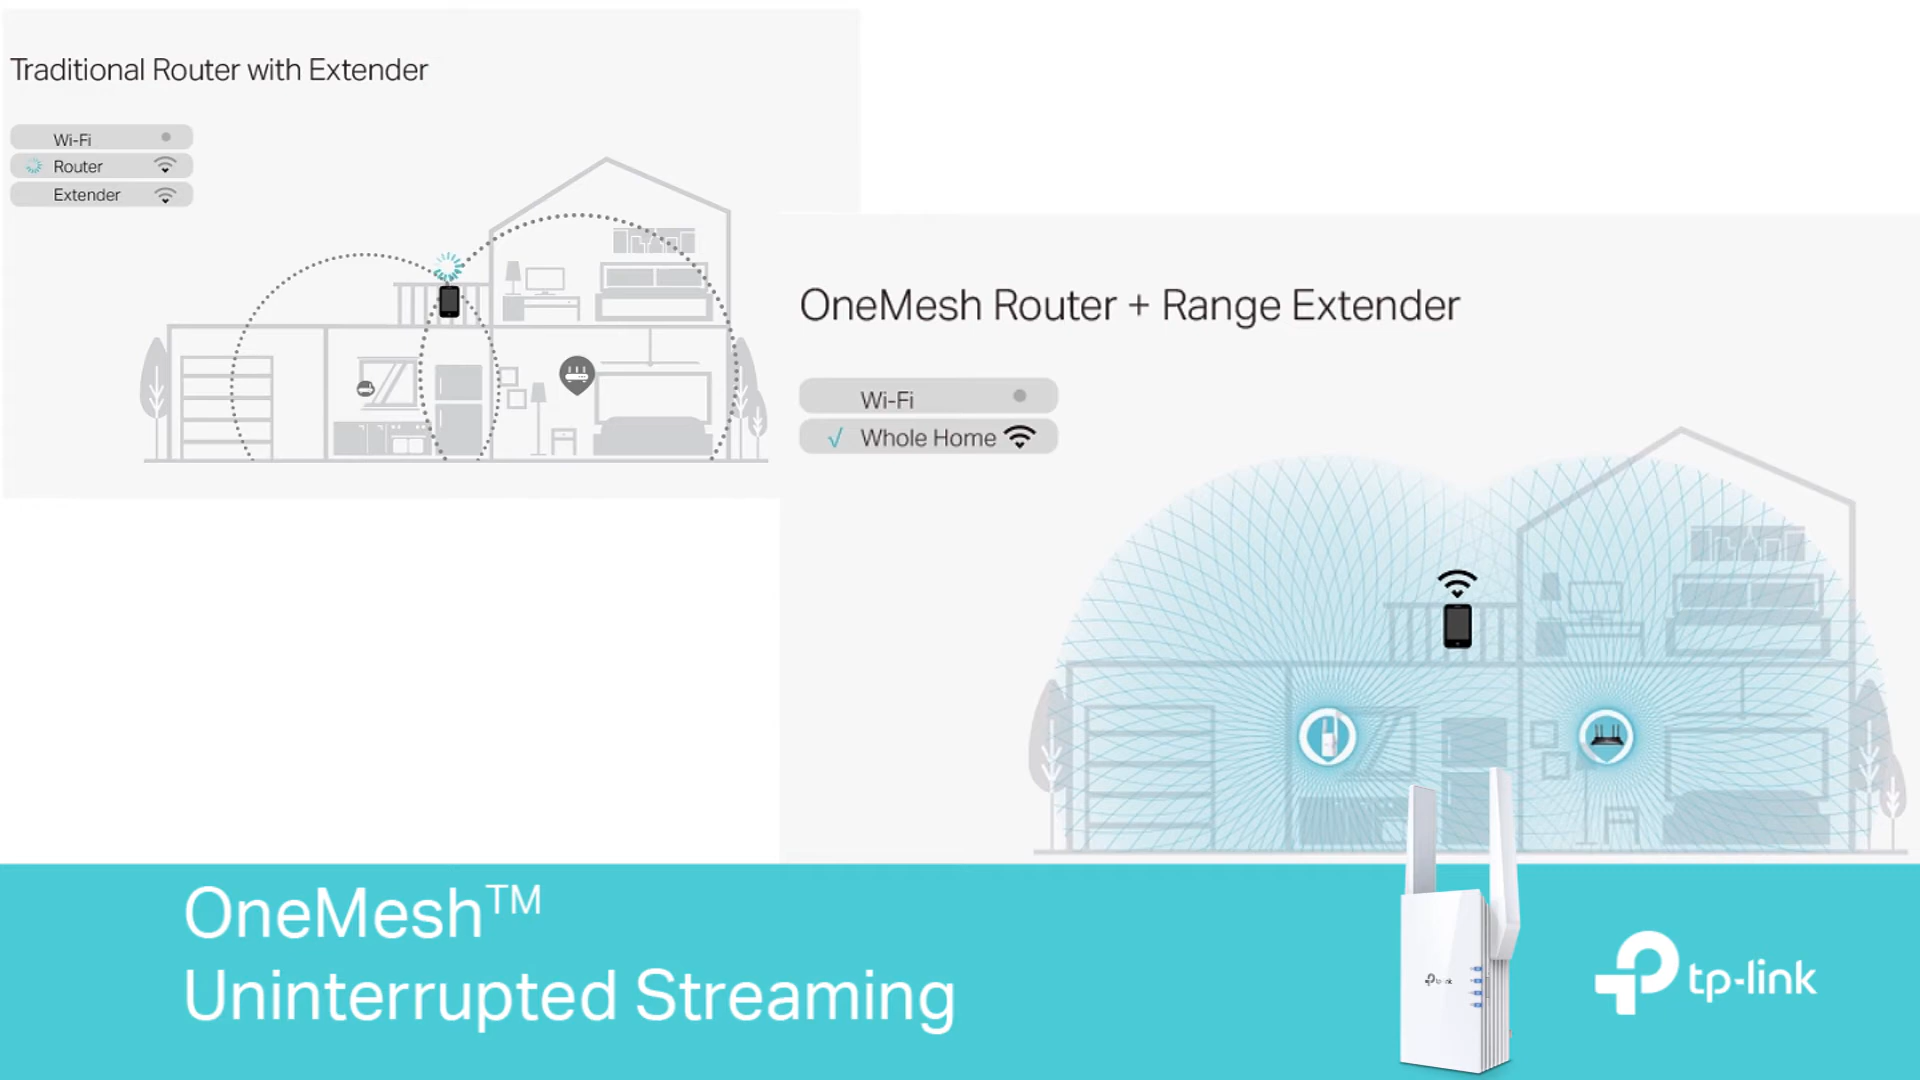 Traditional Router with Extender
Wi-Fi
Router
Extender
OneMesh Router + Range Extender
Wi-Fi
√ Whole Home
OneMesh™
Uninterrupted Streaming
tp-link